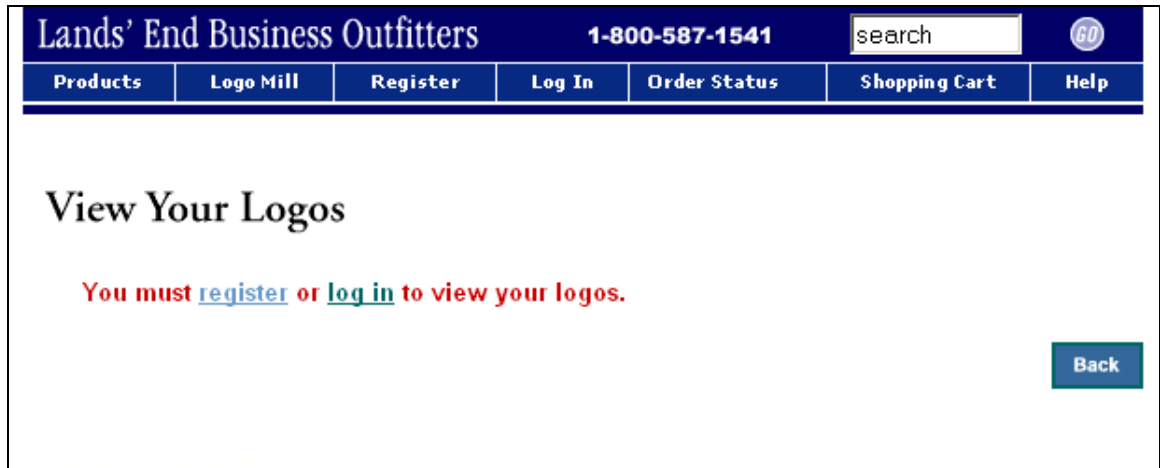 Lands' End Business Outfitters 1-800-587-1541 search GO
Products Logo Mill Register Log In Order Status Shopping Cart Help
View Your Logos
You must register or log in to view your logos.
Back